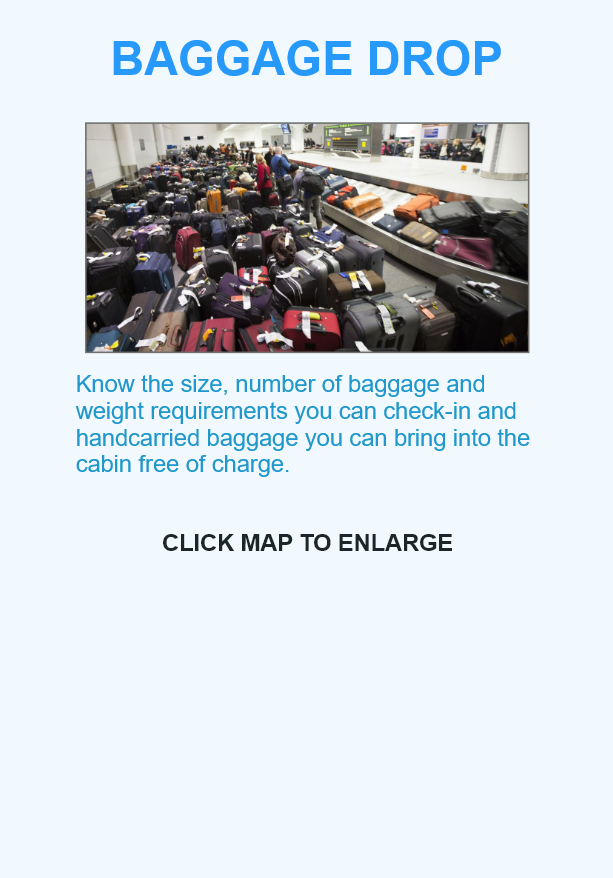 BAGGAGE DROP
Know the size, number of baggage and
weight requirements you can check-in and
handcarried baggage you can bring into the
cabin free of charge.
CLICK MAP TO ENLARGE